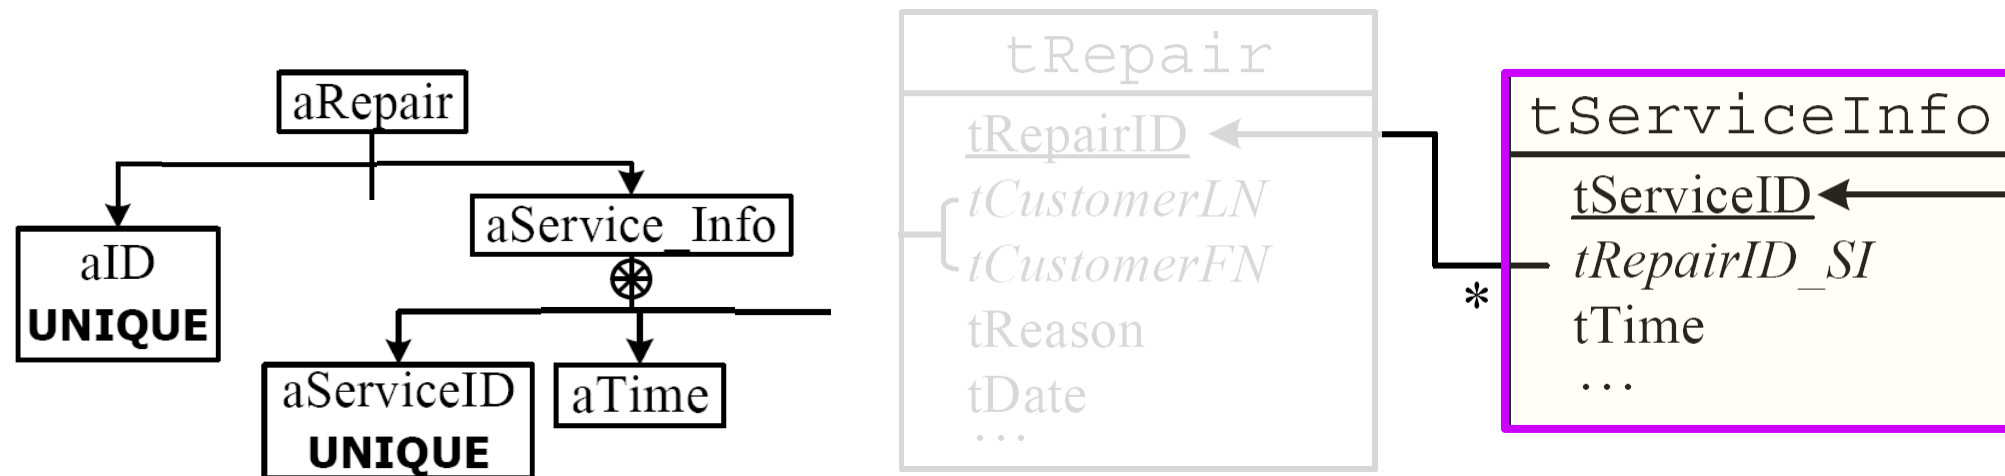 aRepair
aID
UNIQUE
aService_Info
aServiceID
UNIQUE
aTime
tRepair
tRepairID
tCustomerLN
tCustomerFN
tReason
tDate
...
*
tServiceInfo
tServiceID
tRepairID_SI
tTime
...